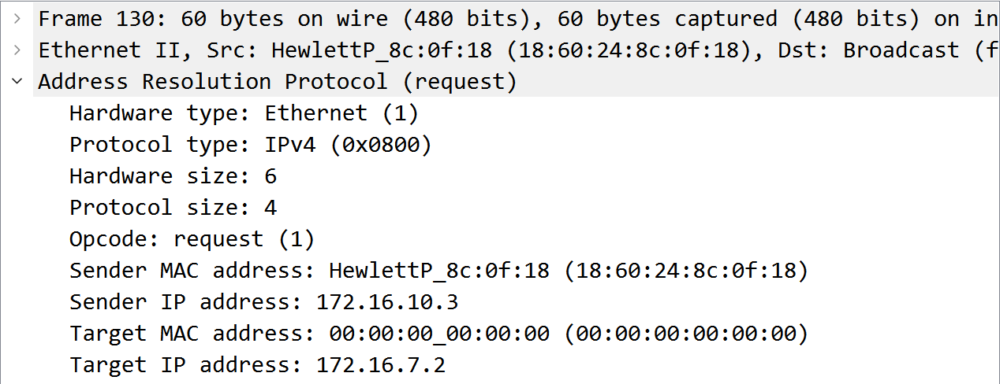 Frame 130: 60 bytes on wire (480 bits), 60 bytes captured (480 bits) on in
Ethernet II, Src: HewlettP_8c:0f:18 (18:60:24:8c:0f:18), Dst: Broadcast (f
Address Resolution Protocol (request)
Hardware type: Ethernet (1)
Protocol type: IPv4 (0x0800)
Hardware size: 6
Protocol size: 4
Opcode: request (1)
Sender MAC address: HewlettP_8c:0f:18 (18:60:24:8c:0f:18)
Sender IP address: 172.16.10.3
Target MAC address: 00:00:00_00:00:00 (00:00:00:00:00:00)
Target IP address: 172.16.7.2